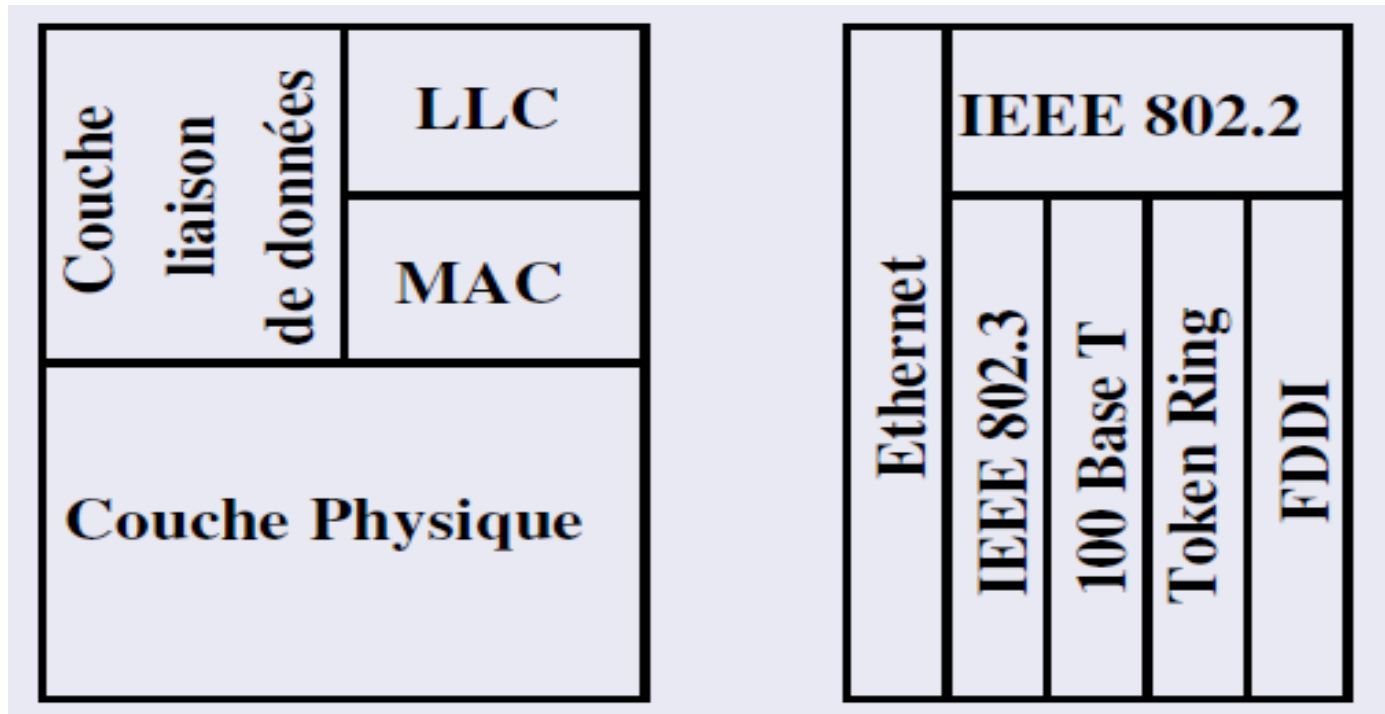 Couche
liaison
de données
LLC
MAC
Couche Physique
Ethernet
IEEE 802.2
IEEE 802.3
100 Base T
Token Ring
FDDI